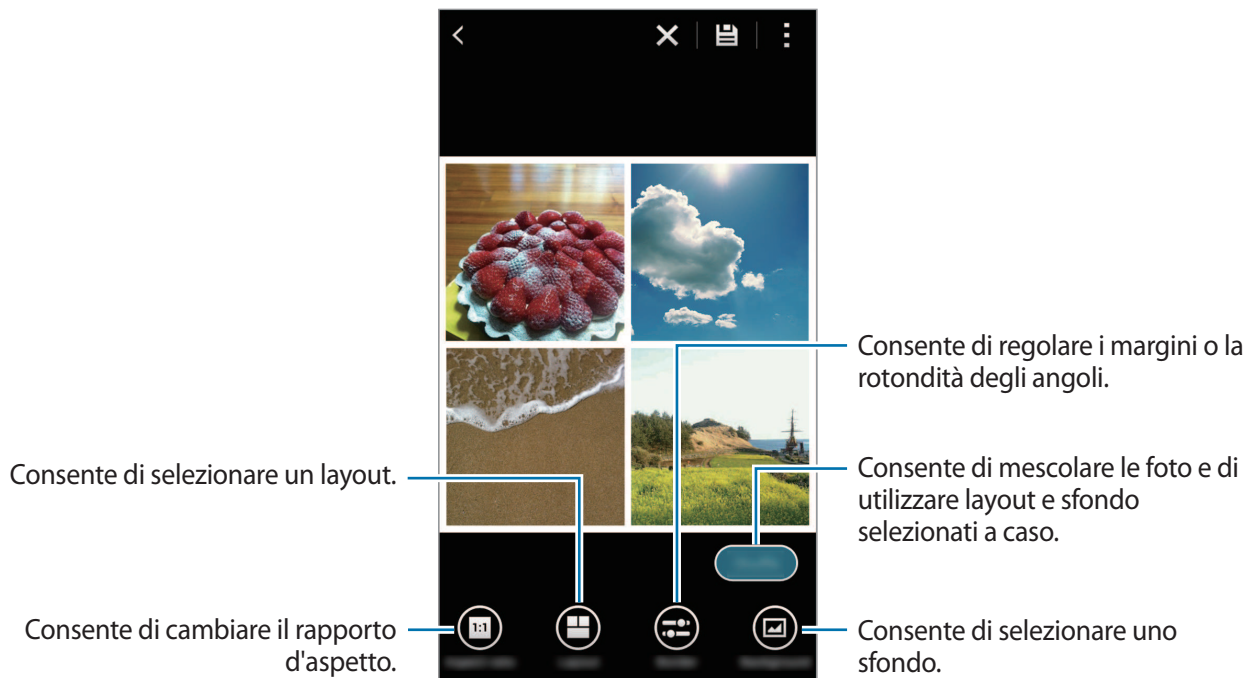 Consente di regolare i margini o la
rotondità degli angoli.
Consente di selezionare un layout.
Consente di mescolare le foto e di
utilizzare layout e sfondo
selezionati a caso.
1:1
Consente di cambiare il rapporto
d'aspetto.
Consente di selezionare uno
sfondo.